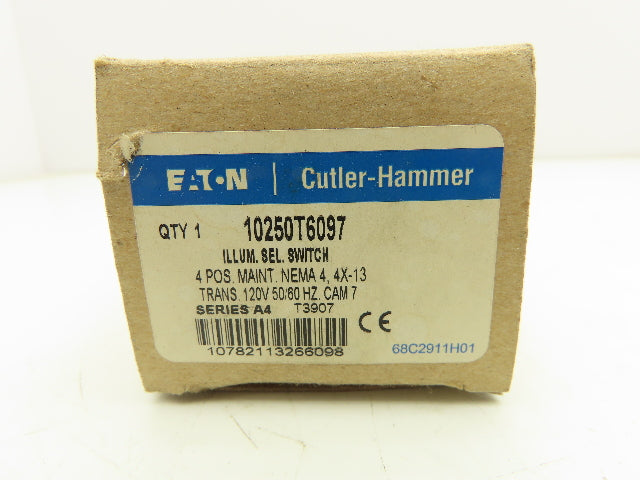 EATON | Cutler-Hammer
QTY 1 10250T6097
ILLUM. SEL. SWITCH
4 POS. MAINT. NEMA 4, 4X-13
TRANS. 120V 50/60 HZ. CAM 7
SERIES A4 T3907
CE
10782113266098
68C2911H01